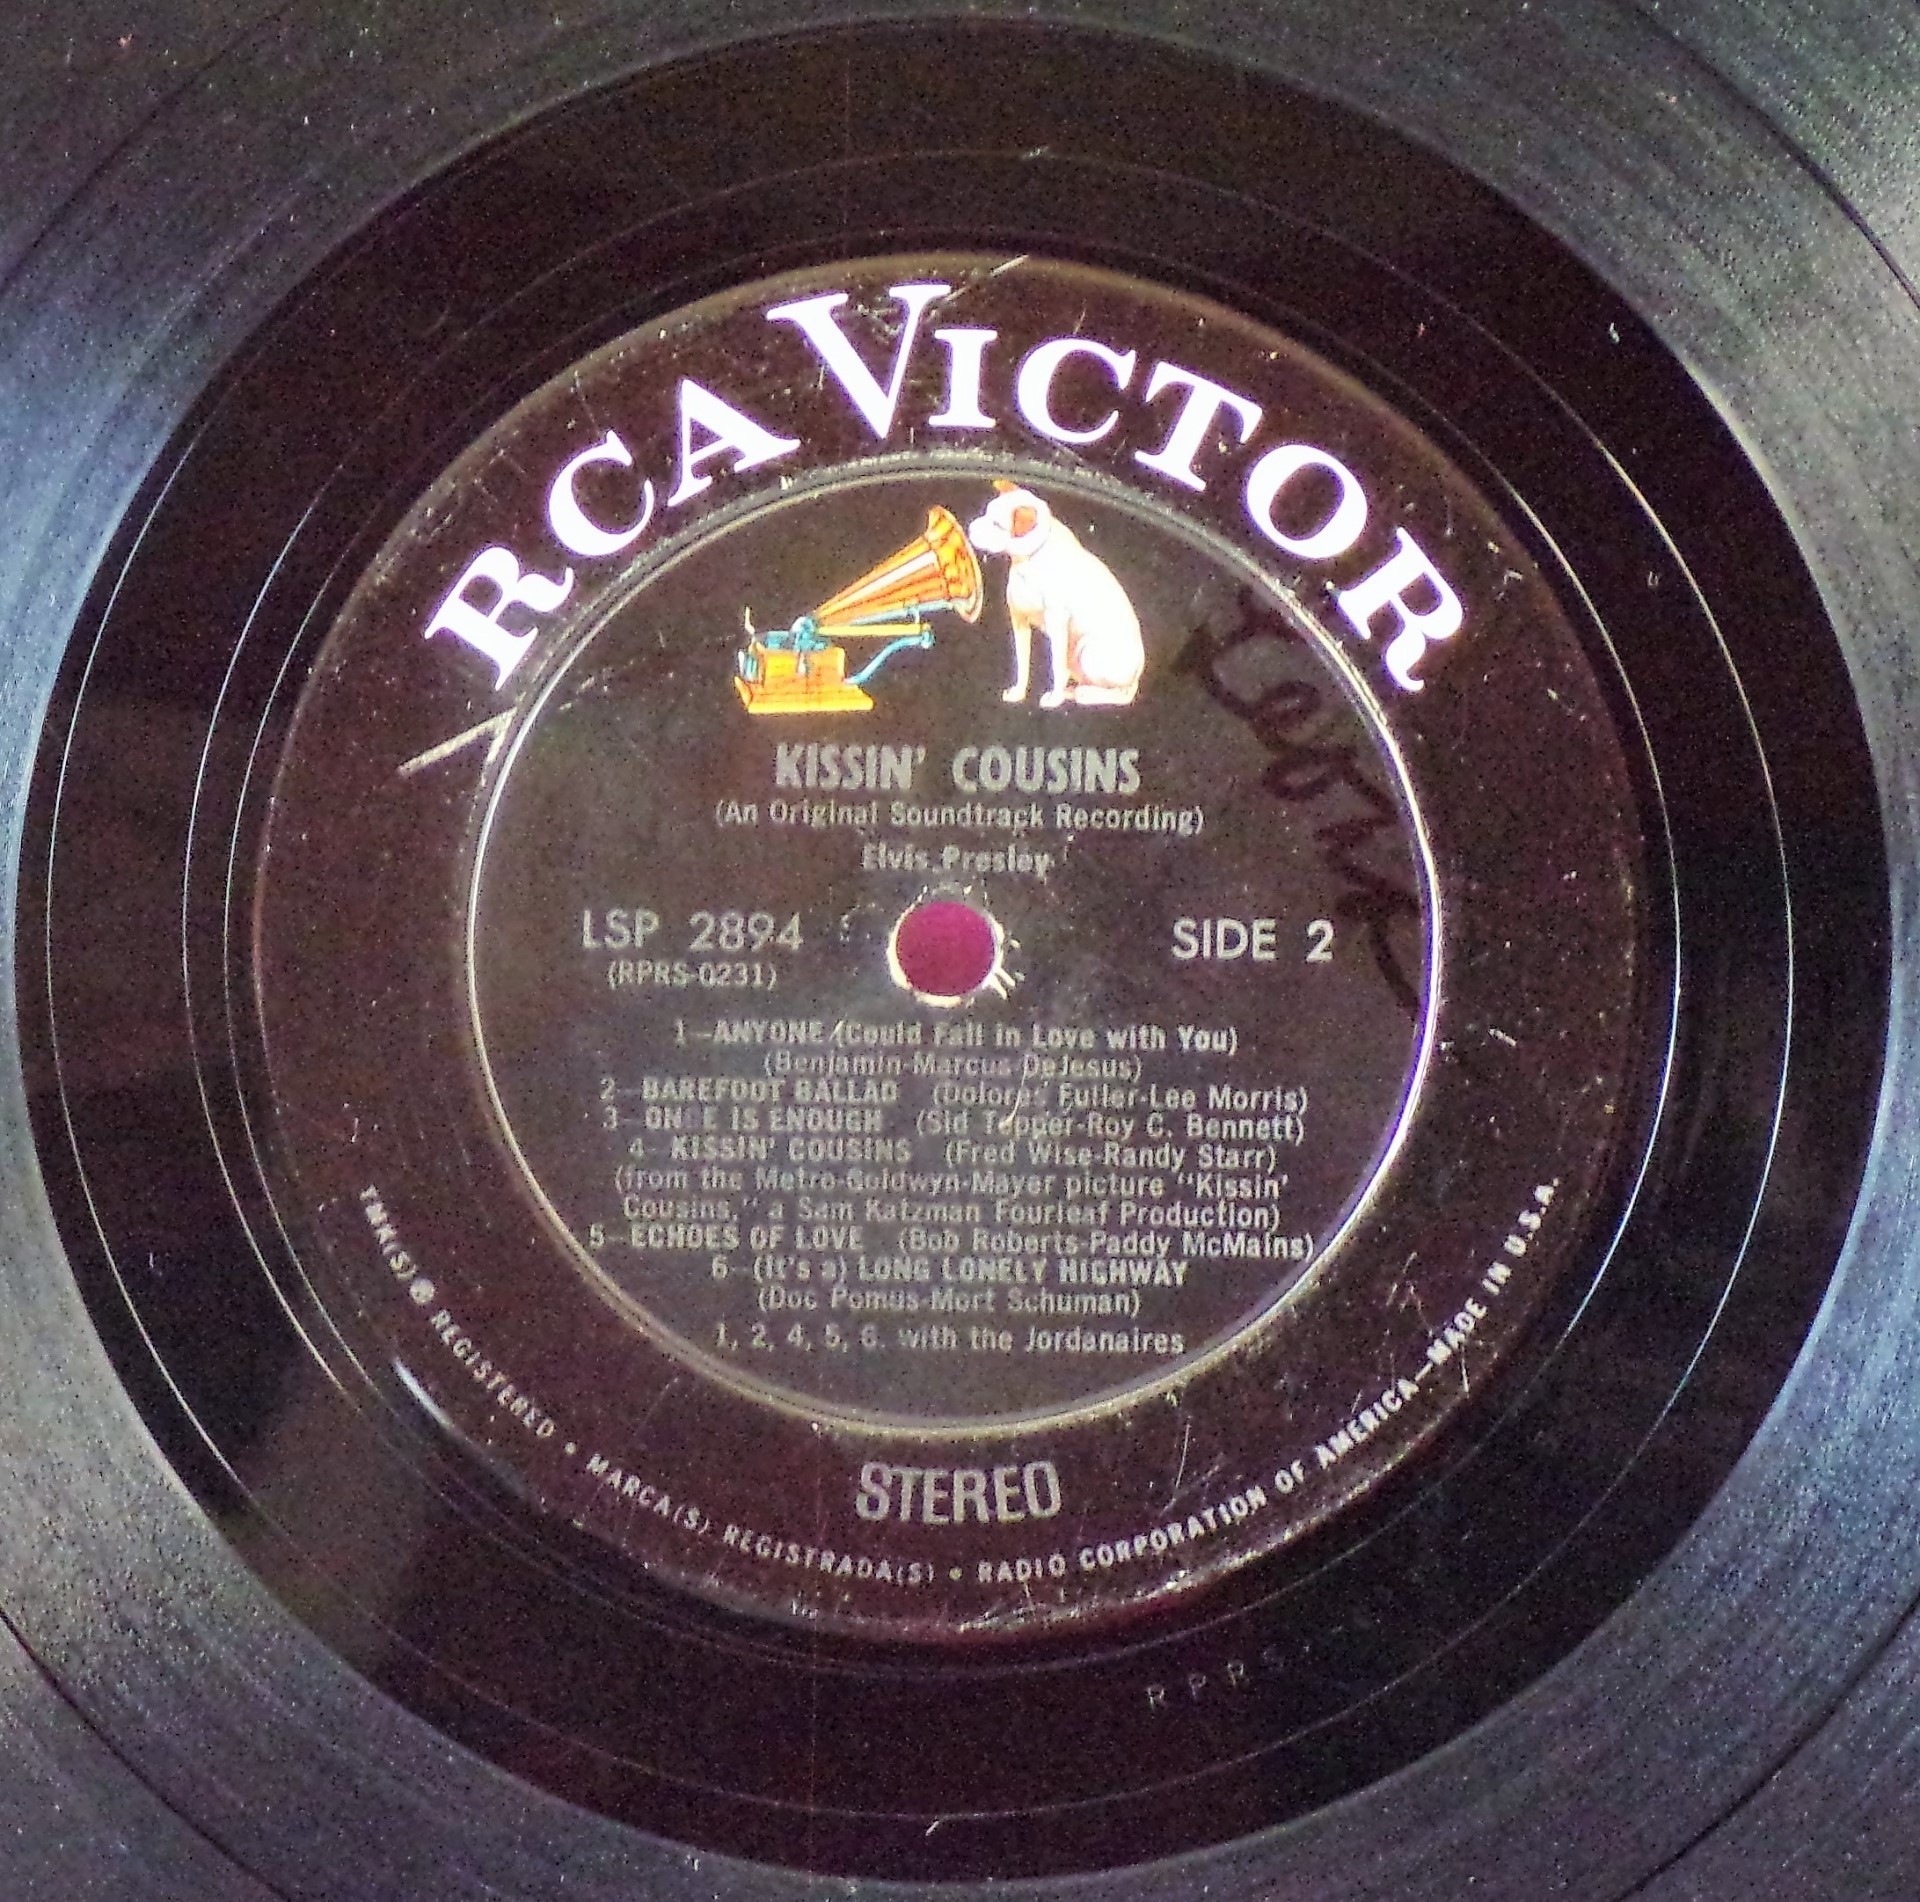 RCA VICTOR
KISSIN' COUSINS
(An Original Soundtrack Recording)
Elvis Presley
LSP 2894
SIDE 2
(RPRS-0231)
1—ANYONE (Could Fall in Love with You)
(Benjamin-Marcus-DeJesus)
2—BAREFOOT BALLAD (Dolores Fuller-Lee Morris)
3—ONCE IS ENOUGH (Sid Tepper-Roy C. Bennett)
4—KISSIN' COUSINS (Fred Wise-Randy Starr)
(from the Metro-Goldwyn-Mayer picture "Kissin'
Cousins," a Sam Katzman Fourleaf Production)
5—ECHOES OF LOVE (Bob Roberts-Paddy McMains)
6—(It's a) LONG LONELY HIGHWAY
(Doc Pomus-Mort Schuman)
1, 2, 4, 5, 6. with the Jordanaires
STEREO
TMK(S) ® REGISTERED • MARCA(S) REGISTRADA(S) • RADIO CORPORATION OF AMERICA—MADE IN U.S.A.
RPRS